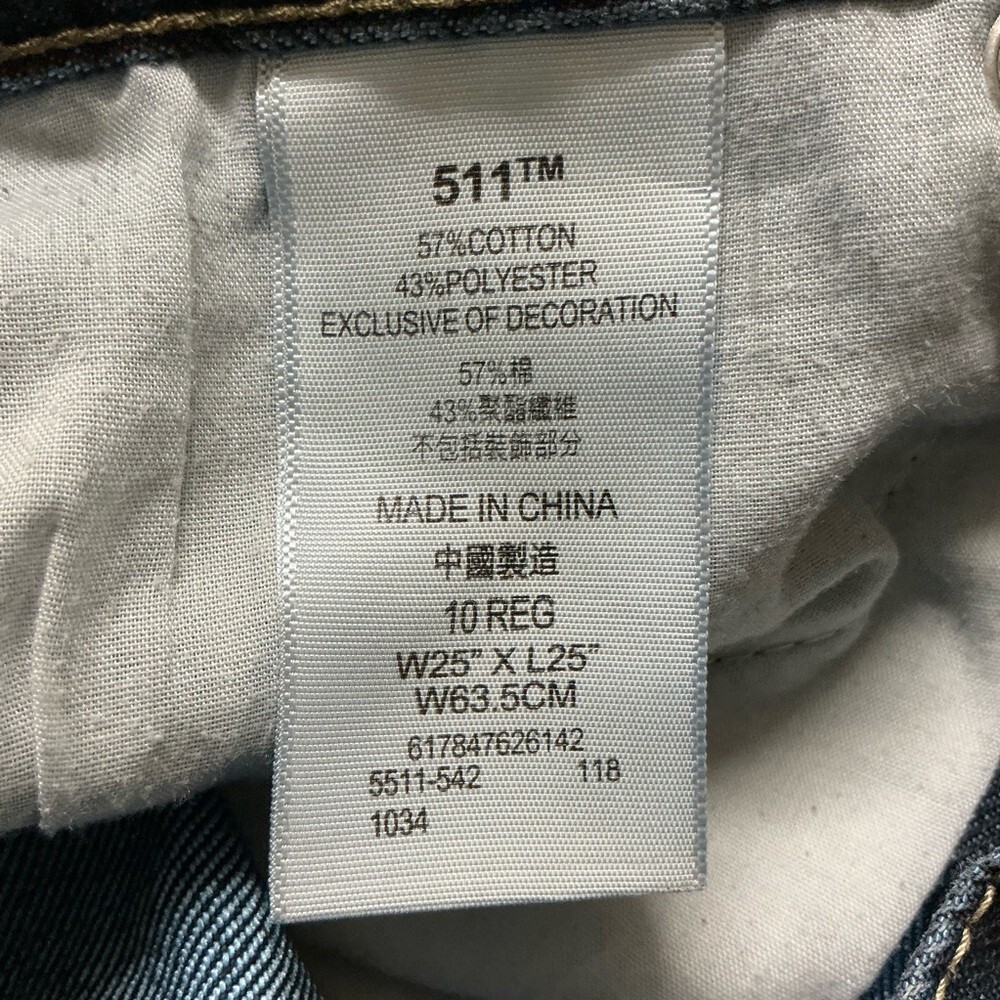 511™
57%COTTON
43%POLYESTER
EXCLUSIVE OF DECORATION
57%棉
43%聚酯纖維
不包括裝飾部分
MADE IN CHINA
中國製造
10 REG
W25” X L25”
W63.5CM
617847626142
5511-542 118
1034